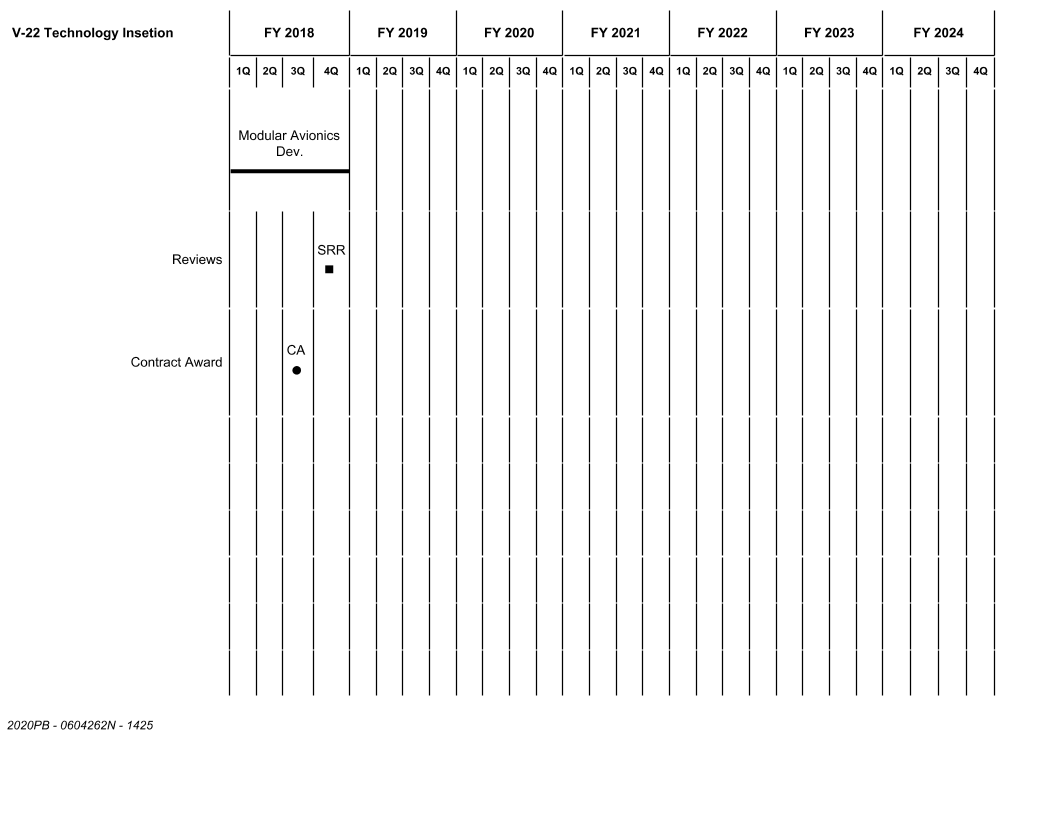 V-22 Technology Insetion FY 2018 FY 2019 FY 2020 FY 2021 FY 2022 FY 2023 FY 2024
1Q 2Q 3Q 4Q 1Q 2Q 3Q 4Q 1Q 2Q 3Q 4Q 1Q 2Q 3Q 4Q 1Q 2Q 3Q 4Q 1Q 2Q 3Q 4Q 1Q 2Q 3Q 4Q
Modular Avionics
Dev.
SRR
Reviews
CA
Contract Award
2020PB - 0604262N - 1425